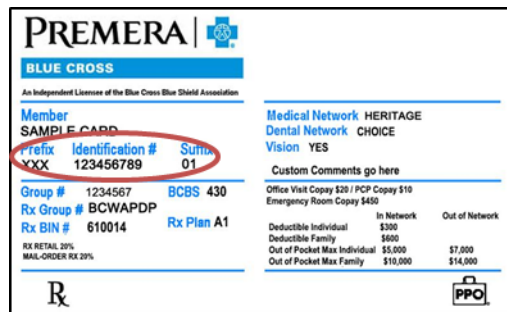 PREMERA
BLUE CROSS
An Independent Licensee of the Blue Cross Blue Shield Association
Member
SAMPLE CARD
Prefix Identification # Suffix
XXX 123456789 01
Group # 1234567 BCBS 430
Rx Group # BCWAPDP
Rx BIN # 610014 Rx Plan A1
RX RETAIL 20%
MAIL-ORDER RX 20%
Rx
Medical Network HERITAGE
Dental Network CHOICE
Vision YES
Custom Comments go here
Office Visit Copay $20 / PCP Copay $10
Emergency Room Copay $450
In Network Out of Network
Deductible Individual $300
Deductible Family $600
Out of Pocket Max Individual $5,000 $7,000
Out of Pocket Max Family $10,000 $14,000
PPO